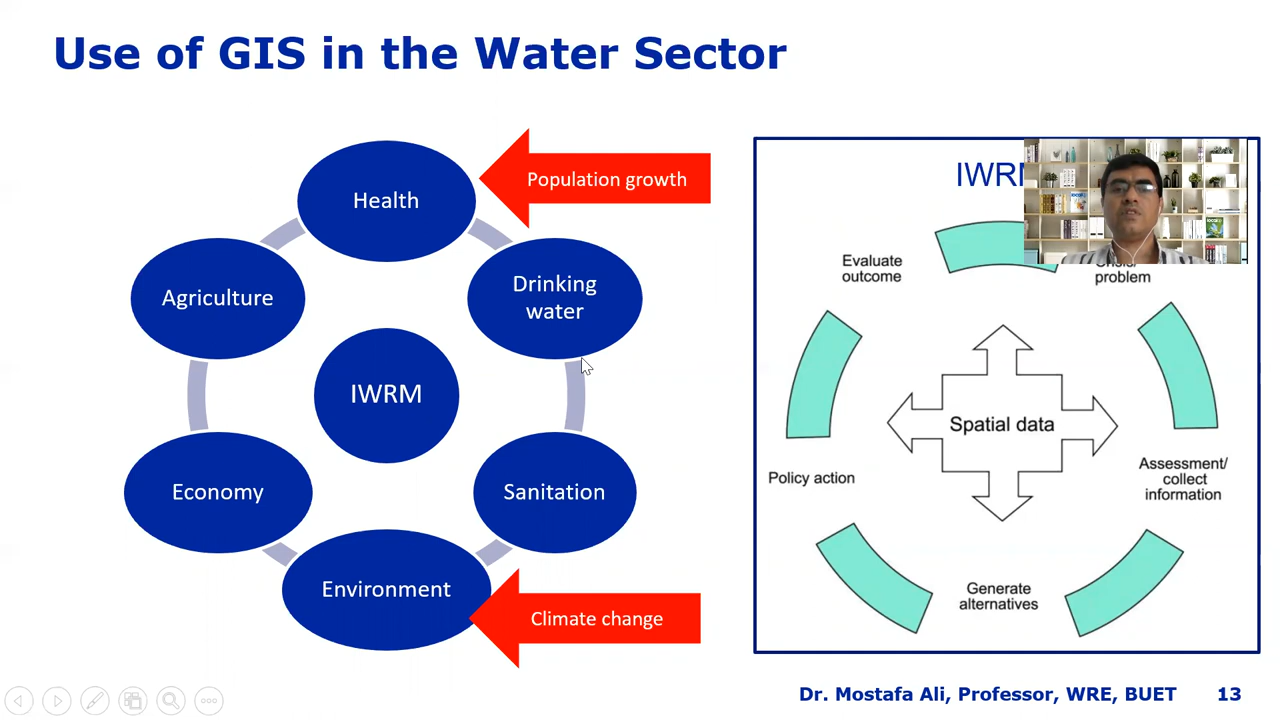 Use of GIS in the Water Sector
Health
Population growth
Agriculture
Drinking
water
IWRM
Economy
Sanitation
Environment
Climate change
Evaluate
outcome
problem
Spatial data
Policy action
Assessment/
collect
information
Generate
alternatives
Dr. Mostafa Ali, Professor, WRE, BUET
13